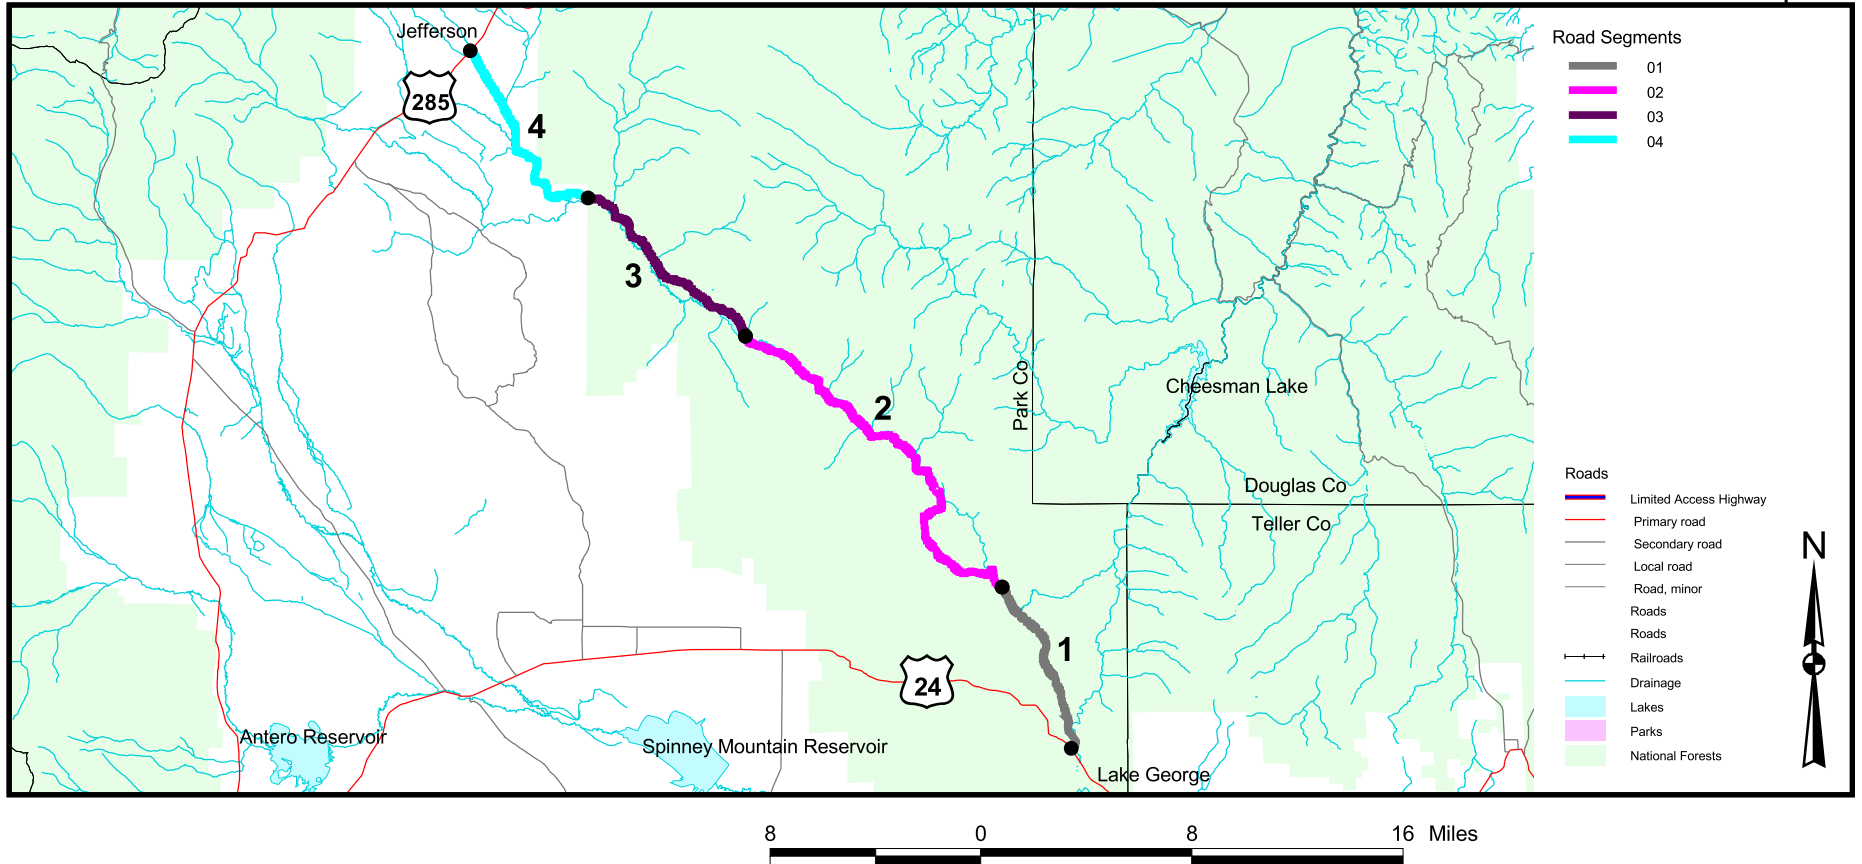 Jefferson
285
4
3
2
1
24
Park Co
Cheesman Lake
Douglas Co
Teller Co
Antero Reservoir
Spinney Mountain Reservoir
Lake George
Road Segments
01
02
03
04
Roads
Limited Access Highway
Primary road
Secondary road
Local road
Road, minor
Roads
Roads
Railroads
Drainage
Lakes
Parks
National Forests
N
8 0 8 16 Miles